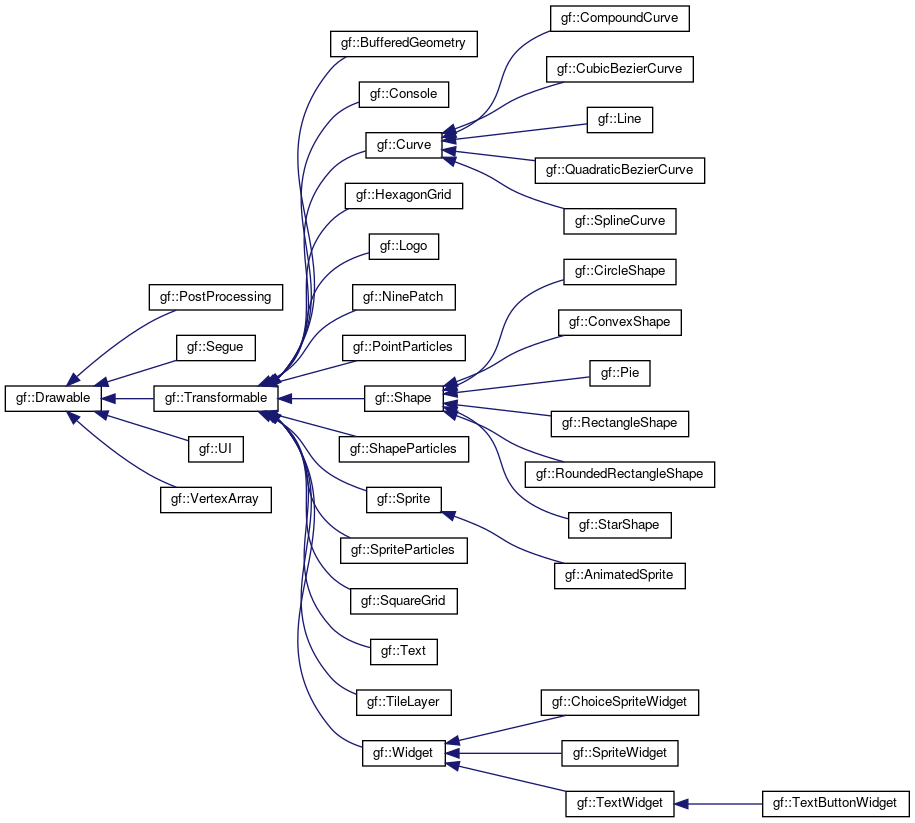 gf::CompoundCurve
gf::BufferedGeometry
gf::CubicBezierCurve
gf::Console
gf::Line
gf::Curve
gf::QuadraticBezierCurve
gf::HexagonGrid
gf::SplineCurve
gf::Logo
gf::CircleShape
gf::PostProcessing
gf::NinePatch
gf::ConvexShape
gf::Segue
gf::PointParticles
gf::Pie
gf::Drawable
gf::Transformable
gf::Shape
gf::RectangleShape
gf::UI
gf::ShapeParticles
gf::RoundedRectangleShape
gf::VertexArray
gf::Sprite
gf::StarShape
gf::SpriteParticles
gf::AnimatedSprite
gf::SquareGrid
gf::Text
gf::TileLayer
gf::ChoiceSpriteWidget
gf::Widget
gf::SpriteWidget
gf::TextWidget
gf::TextButtonWidget